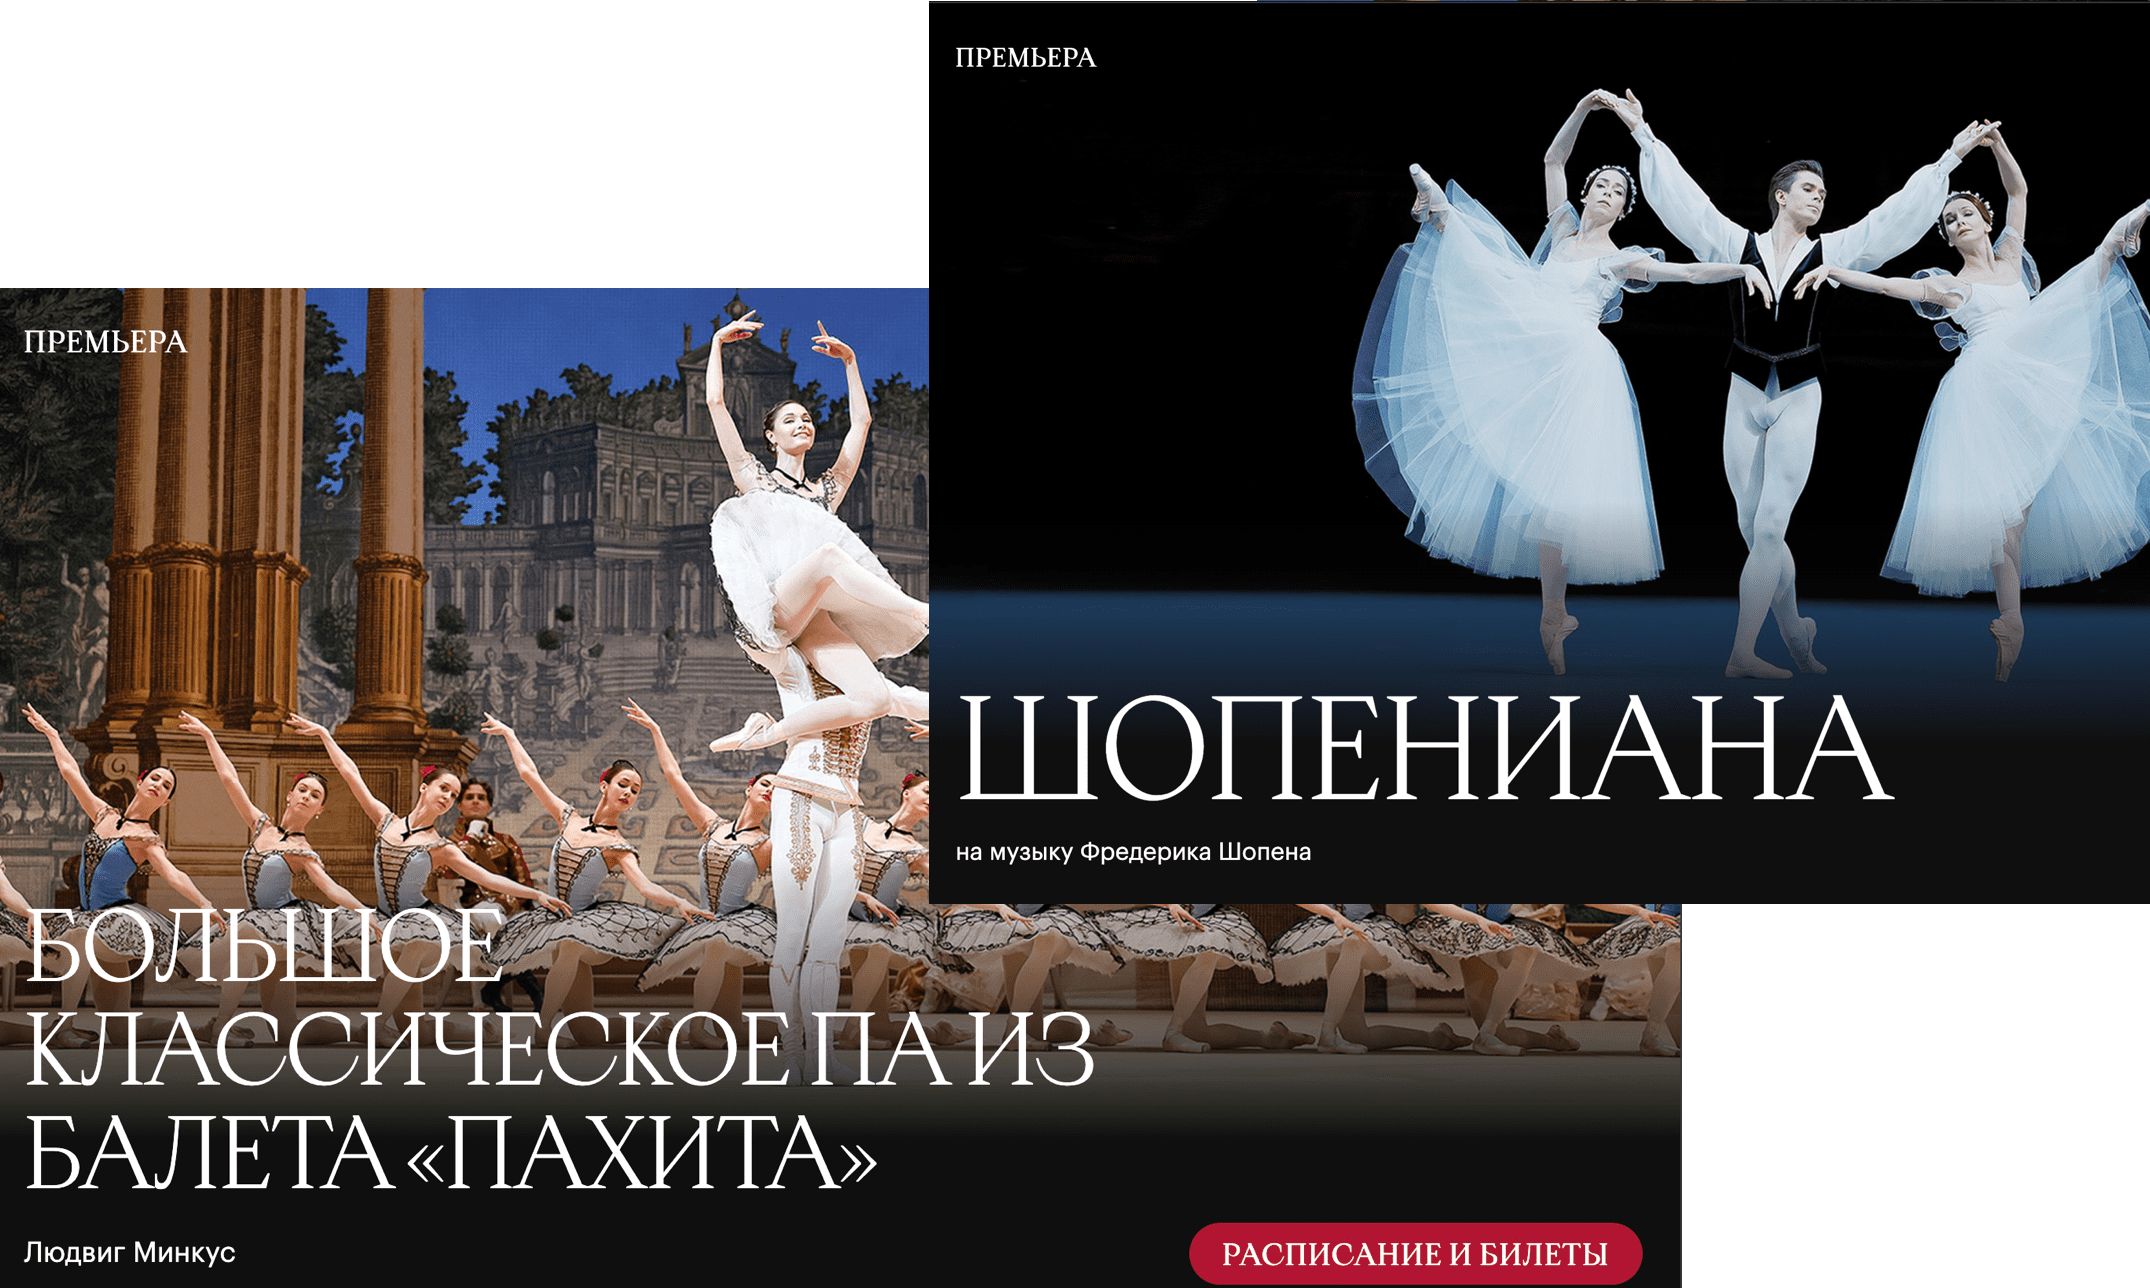 ПРЕМЬЕРА
ШОПЕНИАНА
на музыку Фредерика Шопена
ПРЕМЬЕРА
БОЛЬШОЕ
КЛАССИЧЕСКОЕ ПА ИЗ
БАЛЕТА «ПАХИТА»
Людвиг Минкус
РАСПИСАНИЕ И БИЛЕТЫ